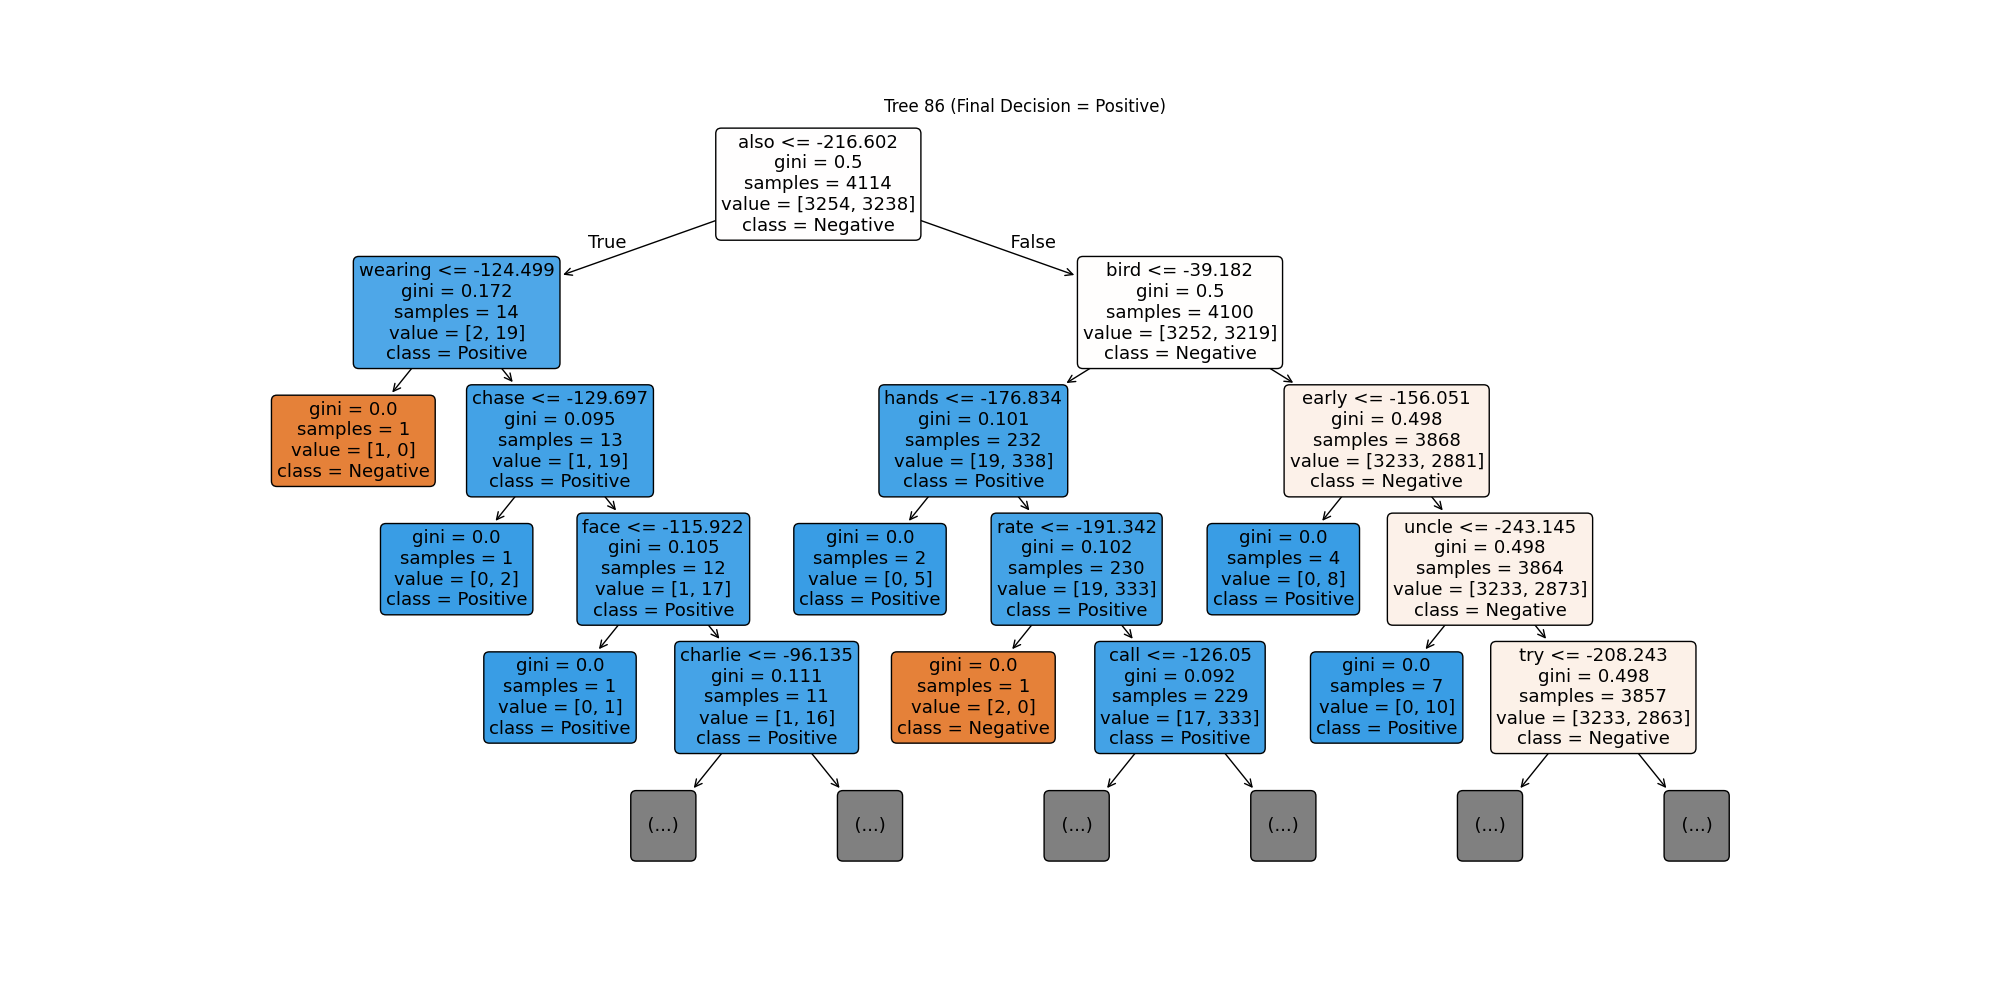 Tree 86 (Final Decision = Positive)
also <= -216.602
gini = 0.5
samples = 4114
value = [3254, 3238]
class = Negative
True
False
wearing <= -124.499
gini = 0.172
samples = 14
value = [2, 19]
class = Positive
bird <= -39.182
gini = 0.5
samples = 4100
value = [3252, 3219]
class = Negative
gini = 0.0
samples = 1
value = [1, 0]
class = Negative
chase <= -129.697
gini = 0.095
samples = 13
value = [1, 19]
class = Positive
hands <= -176.834
gini = 0.101
samples = 232
value = [19, 338]
class = Positive
early <= -156.051
gini = 0.498
samples = 3868
value = [3233, 2881]
class = Negative
gini = 0.0
samples = 1
value = [0, 2]
class = Positive
face <= -115.922
gini = 0.105
samples = 12
value = [1, 17]
class = Positive
gini = 0.0
samples = 2
value = [0, 5]
class = Positive
rate <= -191.342
gini = 0.102
samples = 230
value = [19, 333]
class = Positive
gini = 0.0
samples = 4
value = [0, 8]
class = Positive
uncle <= -243.145
gini = 0.498
samples = 3864
value = [3233, 2873]
class = Negative
gini = 0.0
samples = 1
value = [0, 1]
class = Positive
charlie <= -96.135
gini = 0.111
samples = 11
value = [1, 16]
class = Positive
gini = 0.0
samples = 1
value = [2, 0]
class = Negative
call <= -126.05
gini = 0.092
samples = 229
value = [17, 333]
class = Positive
gini = 0.0
samples = 7
value = [0, 10]
class = Positive
try <= -208.243
gini = 0.498
samples = 3857
value = [3233, 2863]
class = Negative
(...)
(...)
(...)
(...)
(...)
(...)